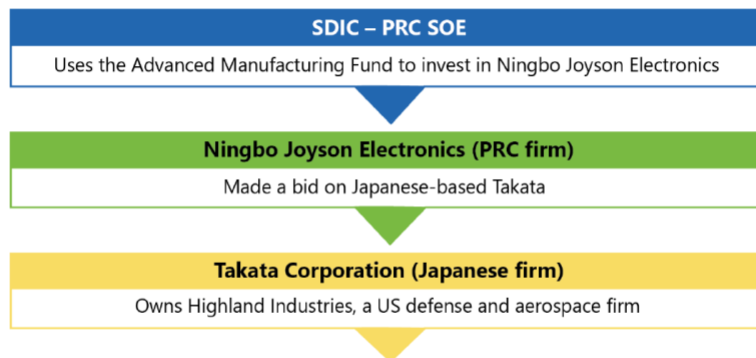 SDIC – PRC SOE
Uses the Advanced Manufacturing Fund to invest in Ningbo Joyson Electronics
Ningbo Joyson Electronics (PRC firm)
Made a bid on Japanese-based Takata
Takata Corporation (Japanese firm)
Owns Highland Industries, a US defense and aerospace firm